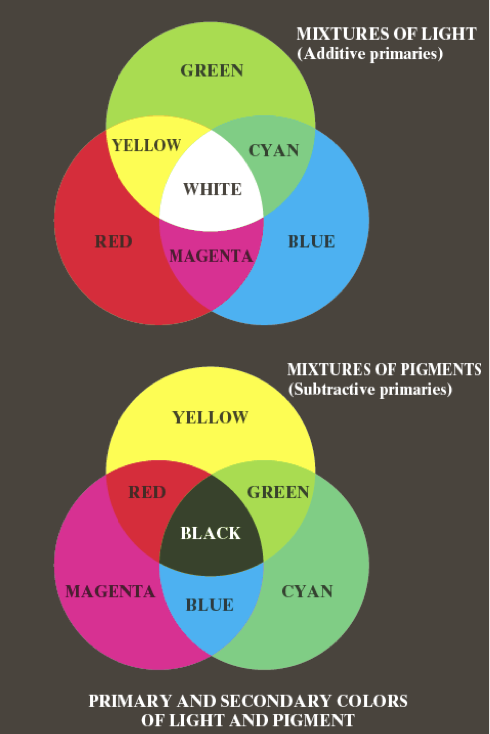 MIXTURES OF LIGHT
(Additive primaries)
GREEN
YELLOW
CYAN
WHITE
RED
BLUE
MAGENTA
MIXTURES OF PIGMENTS
(Subtractive primaries)
YELLOW
RED
GREEN
BLACK
MAGENTA
CYAN
BLUE
PRIMARY AND SECONDARY COLORS
OF LIGHT AND PIGMENT